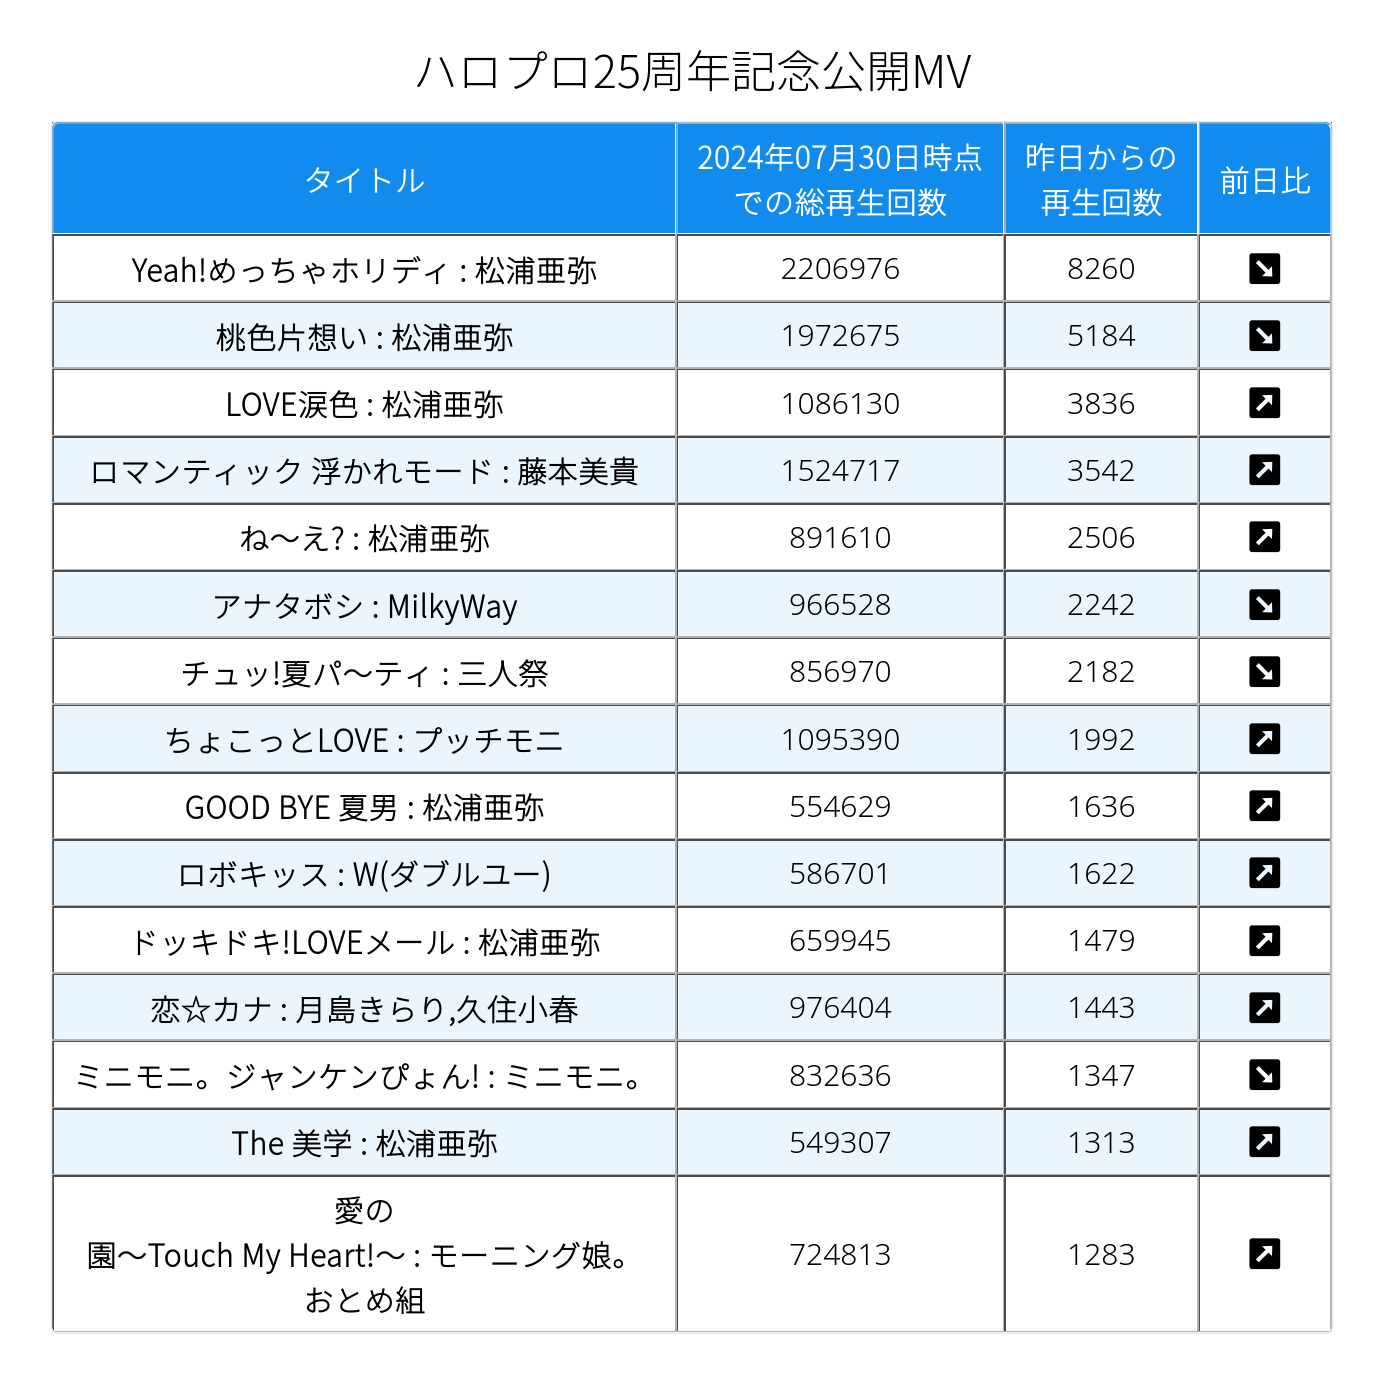 ハロプロ25周年記念公開MV
タイトル 2024年07月30日時点 昨日からの 前日比
での総再生回数 再生回数
Yeah!めっちゃホリディ : 松浦亜弥 2206976 8260 ↘
桃色片想い : 松浦亜弥 1972675 5184 ↘
LOVE涙色 : 松浦亜弥 1086130 3836 ↗
ロマンティック 浮かれモード : 藤本美貴 1524717 3542 ↗
ね～え? : 松浦亜弥 891610 2506 ↗
アナタボシ : MilkyWay 966528 2242 ↘
チュッ!夏パ～ティ : 三人祭 856970 2182 ↘
ちょこっとLOVE : プッチモニ 1095390 1992 ↗
GOOD BYE 夏男 : 松浦亜弥 554629 1636 ↗
ロボキッス : W(ダブルユー) 586701 1622 ↗
ドッキドキ!LOVEメール : 松浦亜弥 659945 1479 ↗
恋☆カナ : 月島きらり,久住小春 976404 1443 ↗
ミニモニ。ジャンケンぴょん! : ミニモニ。 832636 1347 ↘
The 美学 : 松浦亜弥 549307 1313 ↗
愛の
園～Touch My Heart!～ : モーニング娘。 724813 1283 ↗
おとめ組